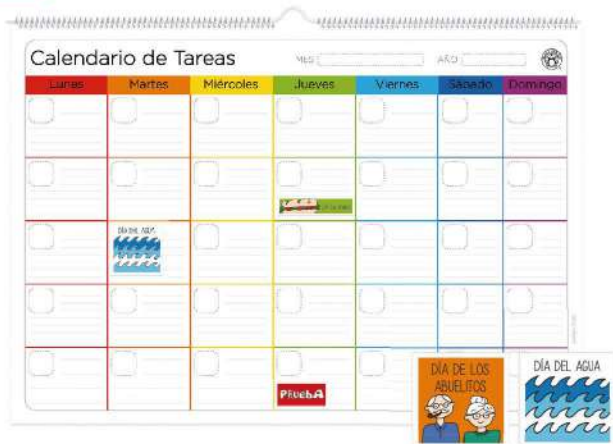 Calendario de Tareas MES AÑO
Lunes Martes Miércoles Jueves Viernes Sábado Domingo
DÍA DEL AGUA
PRUEBA
DÍA DE LOS DÍA DEL AGUA
ABUELITOS